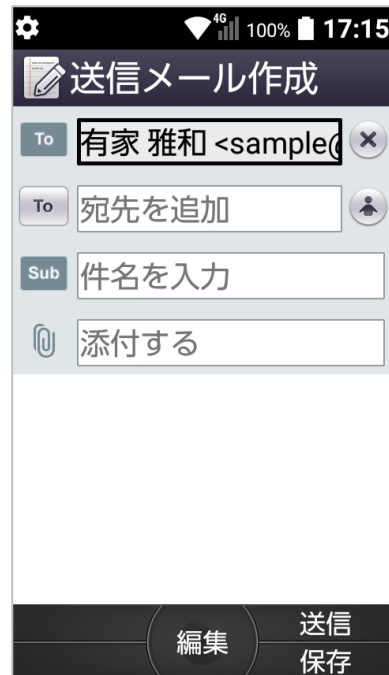 4G 100% 17:15
送信メール作成
To 有家 雅和 <sample@
To 宛先を追加
Sub 件名を入力
添付する
編集
送信
保存